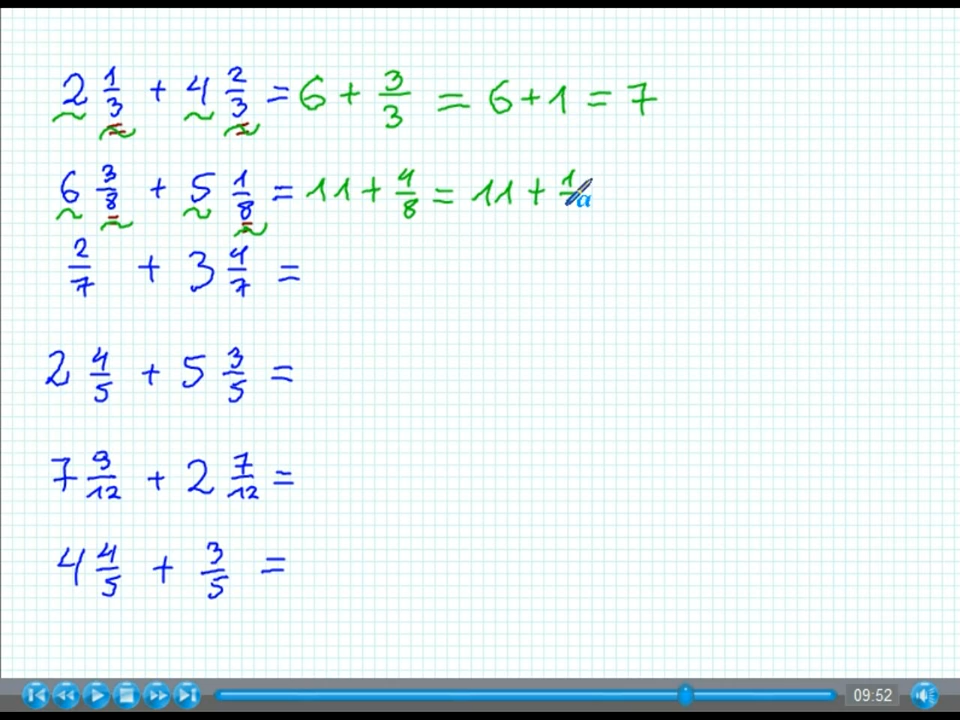 2 1/3 + 4 2/3 = 6 + 3/3 = 6 + 1 = 7
6 3/8 + 5 1/8 = 11 + 4/8 = 11 + 1/
2/7 + 3 4/7 =
2 4/5 + 5 3/5 =
7 9/12 + 2 7/12 =
4 4/5 + 3/5 =
09:52